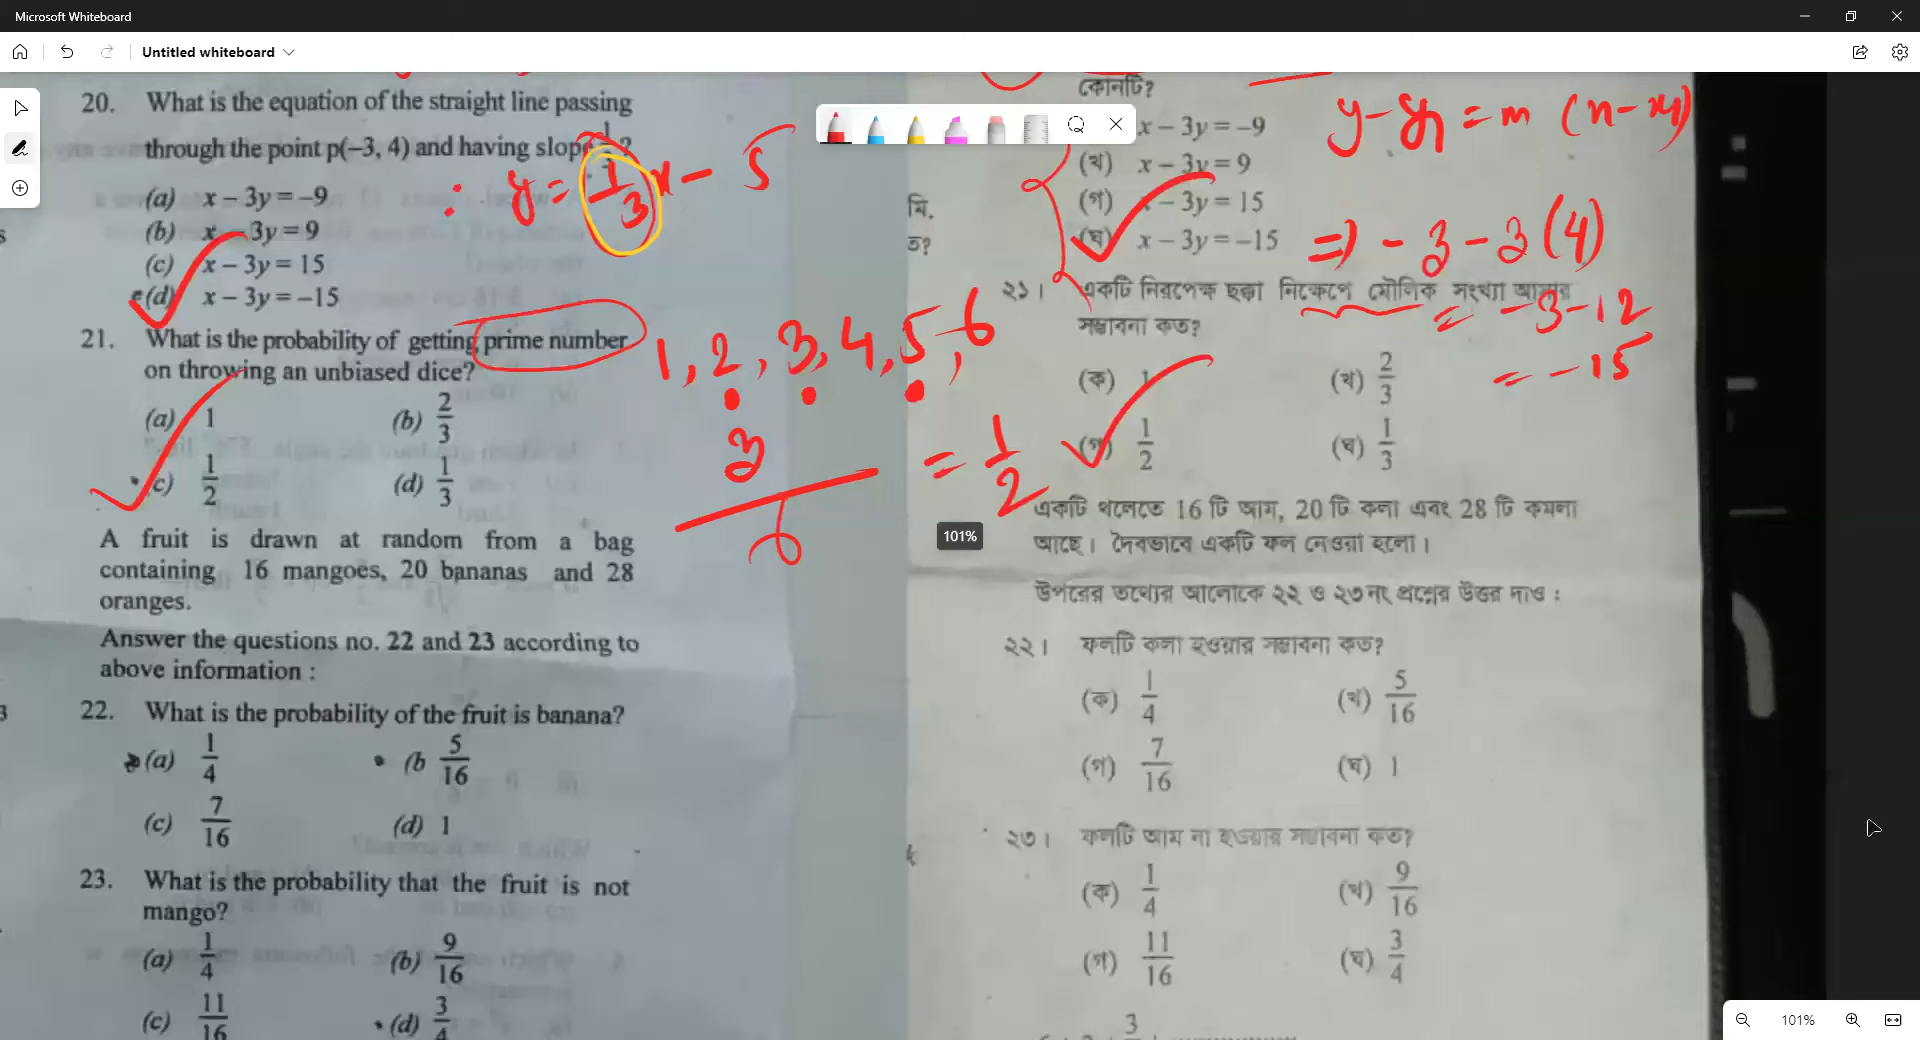 Microsoft Whiteboard
Untitled whiteboard
20. What is the equation of the straight line passing
through the point p(−3, 4) and having slope
(a) x − 3y = −9
(b) x − 3y = 9
(c) x − 3y = 15
(d) x − 3y = −15
∴ y = 1/3 x − 5
21. What is the probability of getting prime number
on throwing an unbiased dice?
(a) 1 (b) 2/3
(c) 1/2 (d) 1/3
1, 2, 3, 4, 5, 6
3/6 = 1/2
A fruit is drawn at random from a bag
containing 16 mangoes, 20 bananas and 28
oranges.
Answer the questions no. 22 and 23 according to
above information :
22. What is the probability of the fruit is banana?
(a) 1/4 (b 5/16
(c) 7/16 (d) 1
23. What is the probability that the fruit is not
mango?
(a) 1/4 (b) 9/16
(c) 11/16 (d) 3/4
মি.
ত?
কোনটি?
x − 3y = −9
(খ) x − 3y = 9
(গ) x − 3y = 15
(ঘ) x − 3y = −15
y − y1 = m (x − x1)
⇒ − 3 − 3 (4)
= −3 − 12
= −15
২১। একটি নিরপেক্ষ ছক্কা নিক্ষেপে মৌলিক সংখ্যা আসার
সম্ভাবনা কত?
(ক) 1 (খ) 2/3
(গ) 1/2 (ঘ) 1/3
একটি থলেতে 16 টি আম, 20 টি কলা এবং 28 টি কমলা
আছে। দৈবভাবে একটি ফল নেওয়া হলো।
উপরের তথ্যের আলোকে ২২ ও ২৩ নং প্রশ্নের উত্তর দাও :
২২। ফলটি কলা হওয়ার সম্ভাবনা কত?
(ক) 1/4 (খ) 5/16
(গ) 7/16 (ঘ) 1
২৩। ফলটি আম না হওয়ার সম্ভাবনা কত?
(ক) 1/4 (খ) 9/16
(গ) 11/16 (ঘ) 3/4
3
101%
101%